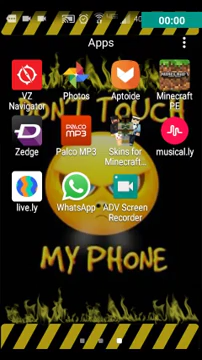 00:00
Apps
DON'T TOUCH
VZ Navigator
Photos
Aptoide
Minecraft PE
Zedge
Palco MP3
Skins for Minecraft...
musical.ly
live.ly
WhatsApp
ADV Screen Recorder
MY PHONE